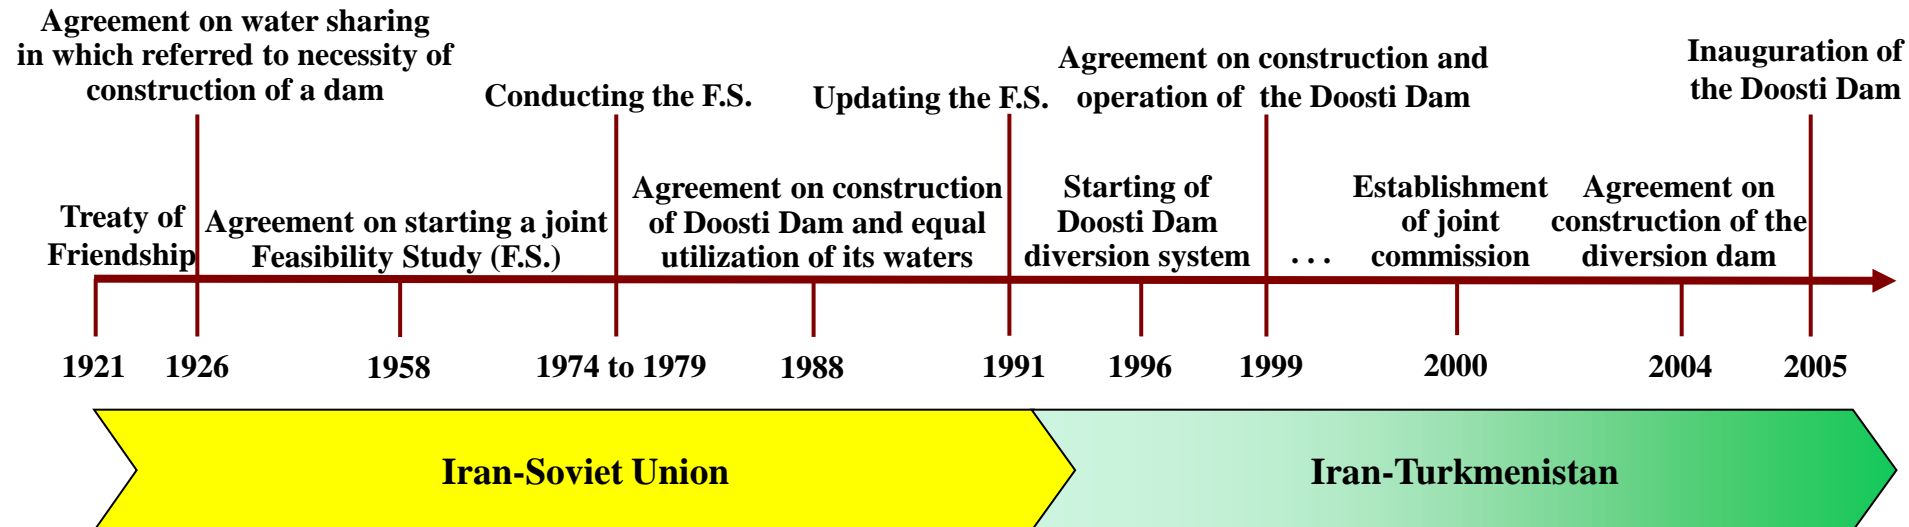 Agreement on water sharing
in which referred to necessity of
construction of a dam
Conducting the F.S.
Updating the F.S.
Agreement on construction and
operation of the Doosti Dam
Inauguration of
the Doosti Dam
Treaty of
Friendship
Agreement on starting a joint
Feasibility Study (F.S.)
Agreement on construction
of Doosti Dam and equal
utilization of its waters
Starting of
Doosti Dam
diversion system
...
Establishment
of joint
commission
Agreement on
construction of the
diversion dam
1921
1926
1958
1974 to 1979
1988
1991
1996
1999
2000
2004
2005
Iran-Soviet Union
Iran-Turkmenistan